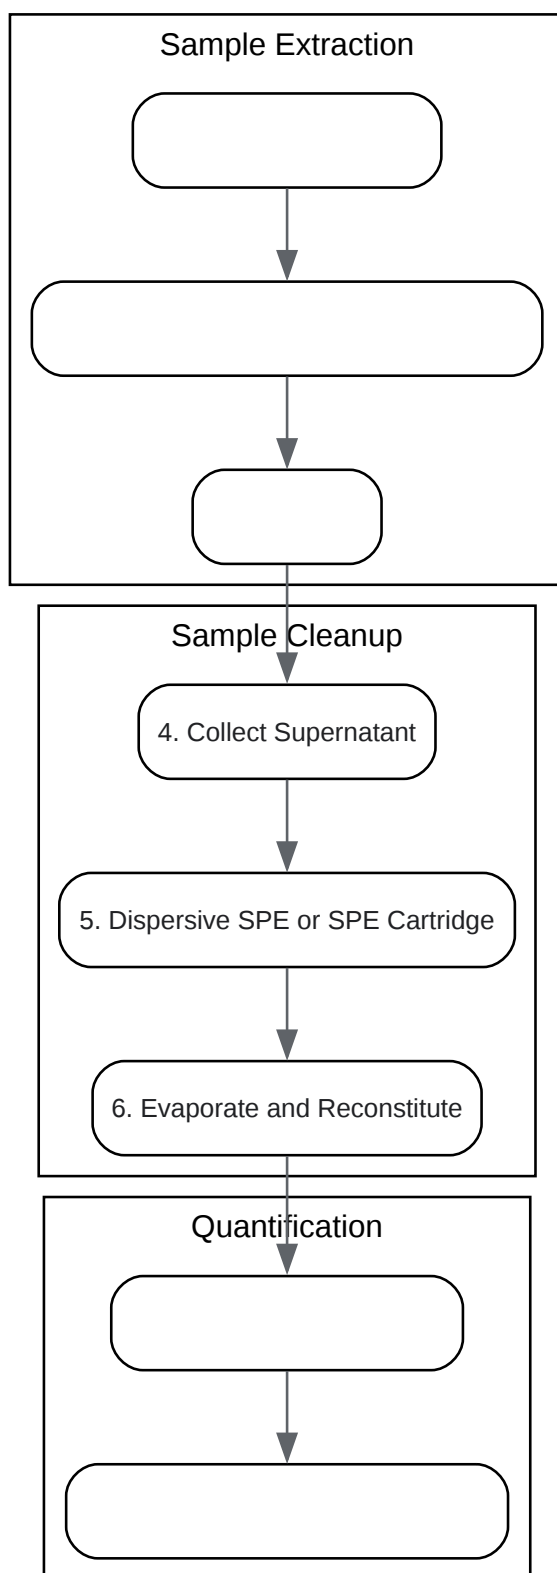 Sample Extraction
Sample Cleanup
4. Collect Supernatant
5. Dispersive SPE or SPE Cartridge
6. Evaporate and Reconstitute
Quantification